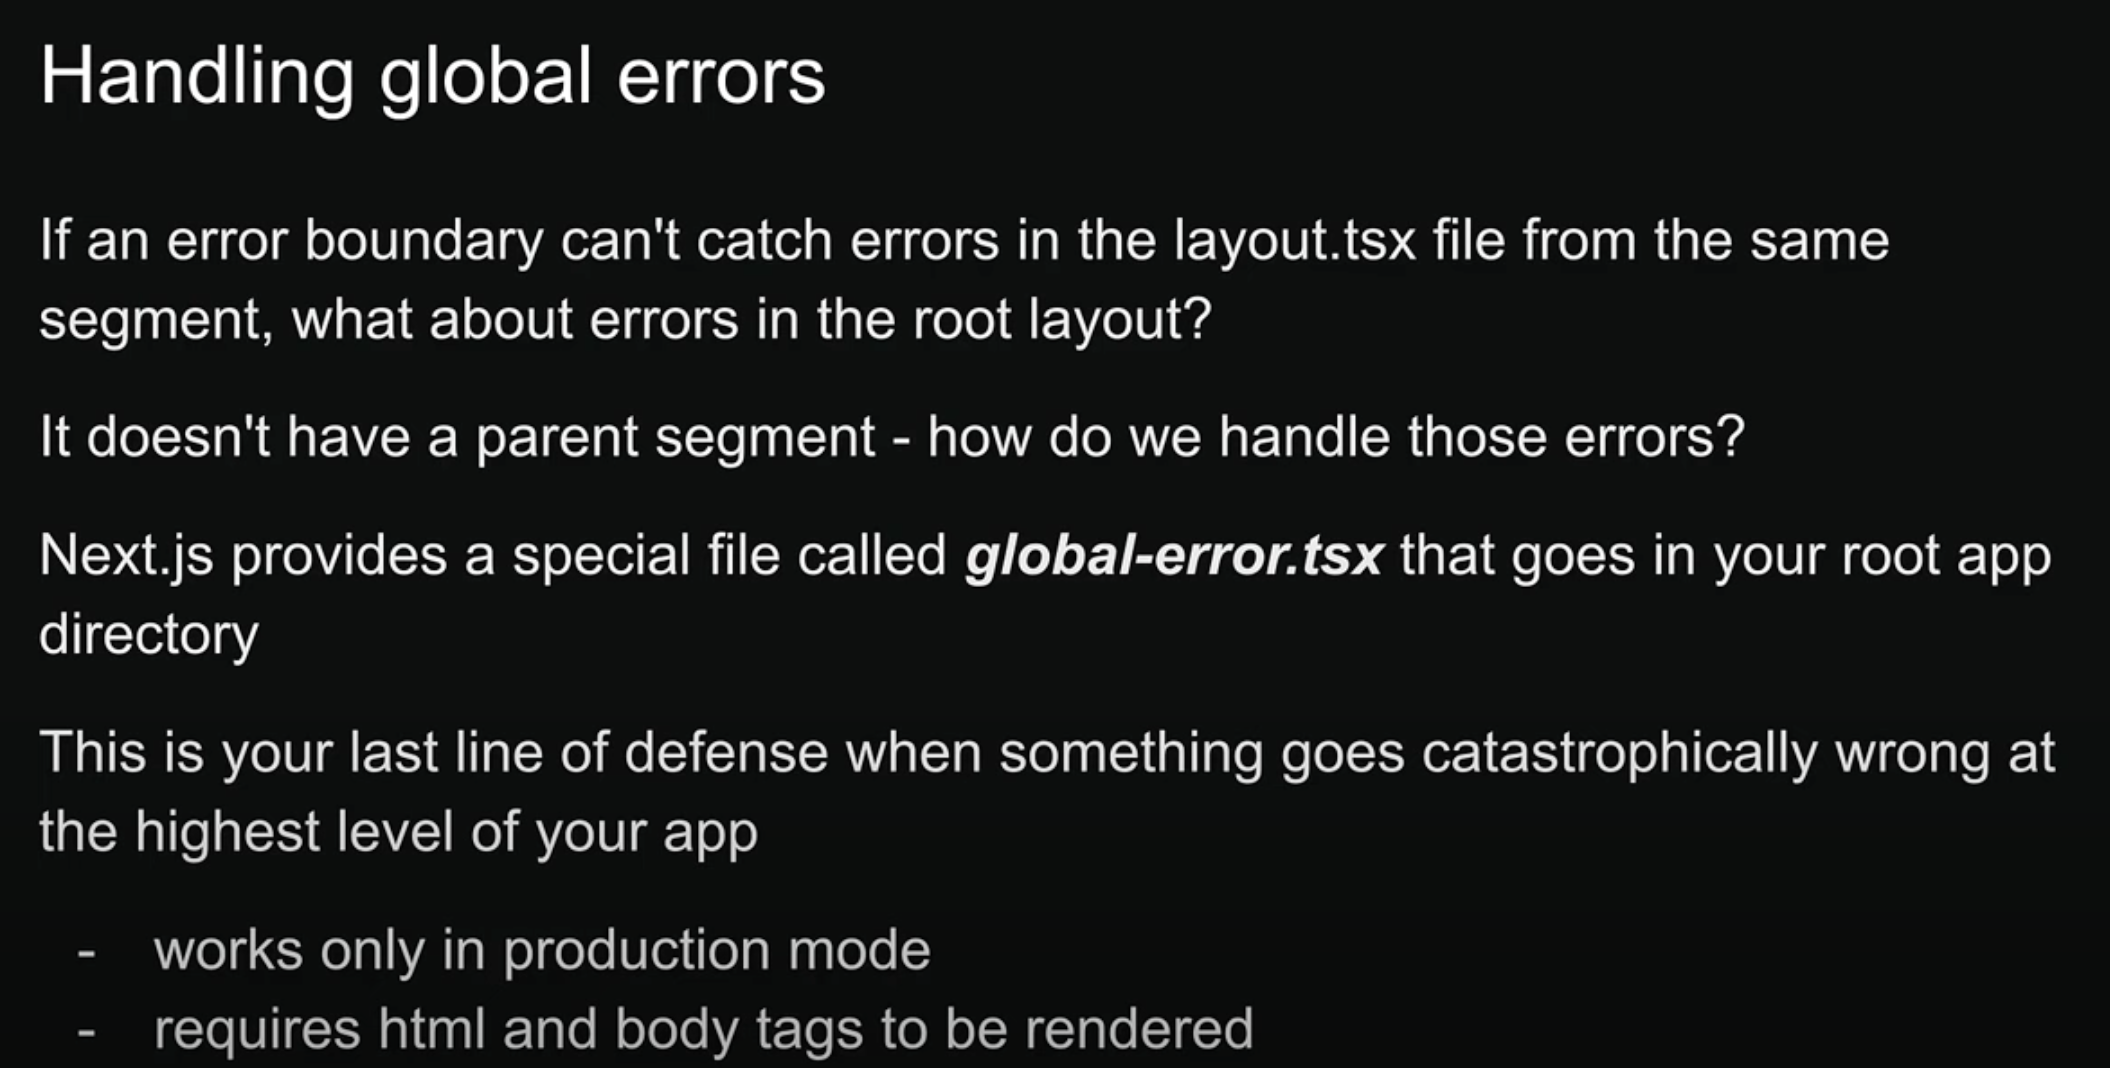 Handling global errors
If an error boundary can't catch errors in the layout.tsx file from the same
segment, what about errors in the root layout?
It doesn't have a parent segment - how do we handle those errors?
Next.js provides a special file called global-error.tsx that goes in your root app
directory
This is your last line of defense when something goes catastrophically wrong at
the highest level of your app
- works only in production mode
- requires html and body tags to be rendered